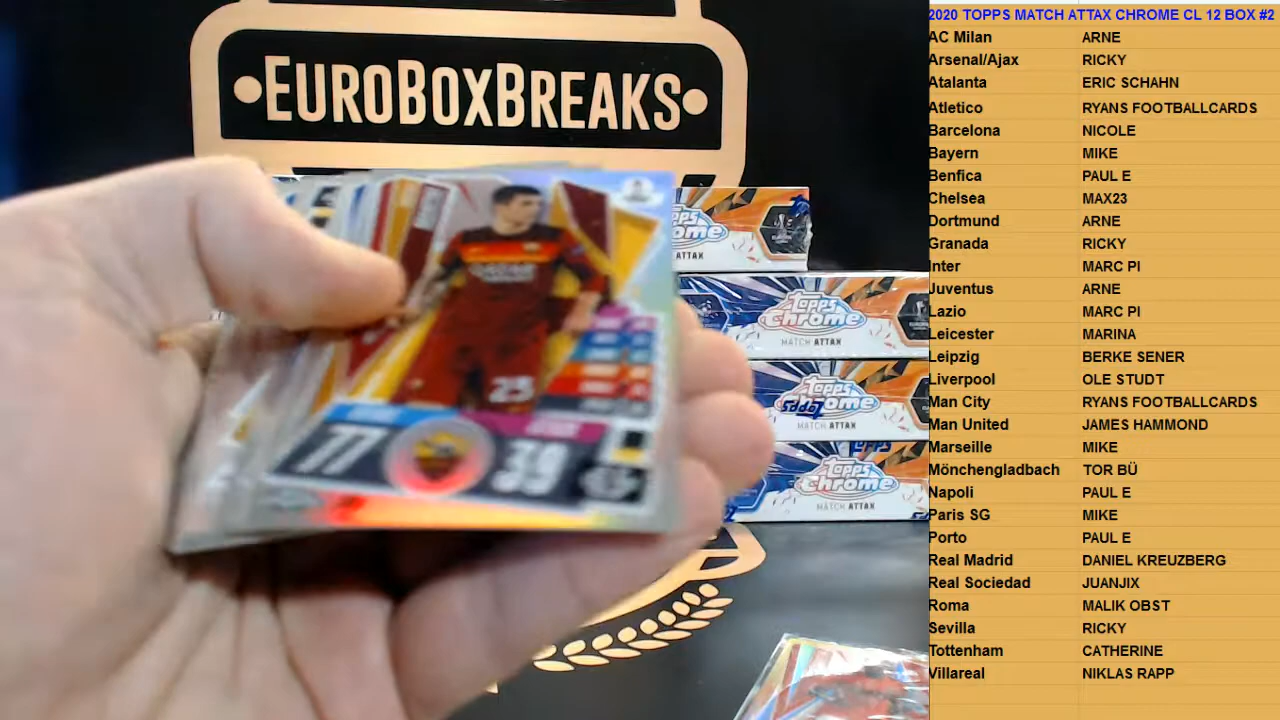 2020 TOPPS MATCH ATTAX CHROME CL 12 BOX #2
AC Milan ARNE
Arsenal/Ajax RICKY
Atalanta ERIC SCHAHN
Atletico RYANS FOOTBALLCARDS
Barcelona NICOLE
Bayern MIKE
Benfica PAUL E
Chelsea MAX23
Dortmund ARNE
Granada RICKY
Inter MARC PI
Juventus ARNE
Lazio MARC PI
Leicester MARINA
Leipzig BERKE SENER
Liverpool OLE STUDT
Man City RYANS FOOTBALLCARDS
Man United JAMES HAMMOND
Marseille MIKE
Mönchengladbach TOR BÜ
Napoli PAUL E
Paris SG MIKE
Porto PAUL E
Real Madrid DANIEL KREUZBERG
Real Sociedad JUANJIX
Roma MALIK OBST
Sevilla RICKY
Tottenham CATHERINE
Villareal NIKLAS RAPP
•EUROBOXBREAKS•
ATTAX
topps
chrome
MATCH ATTAX
topps
chrome
MATCH ATTAX
topps
chrome
MATCH ATTAX
23
77
39